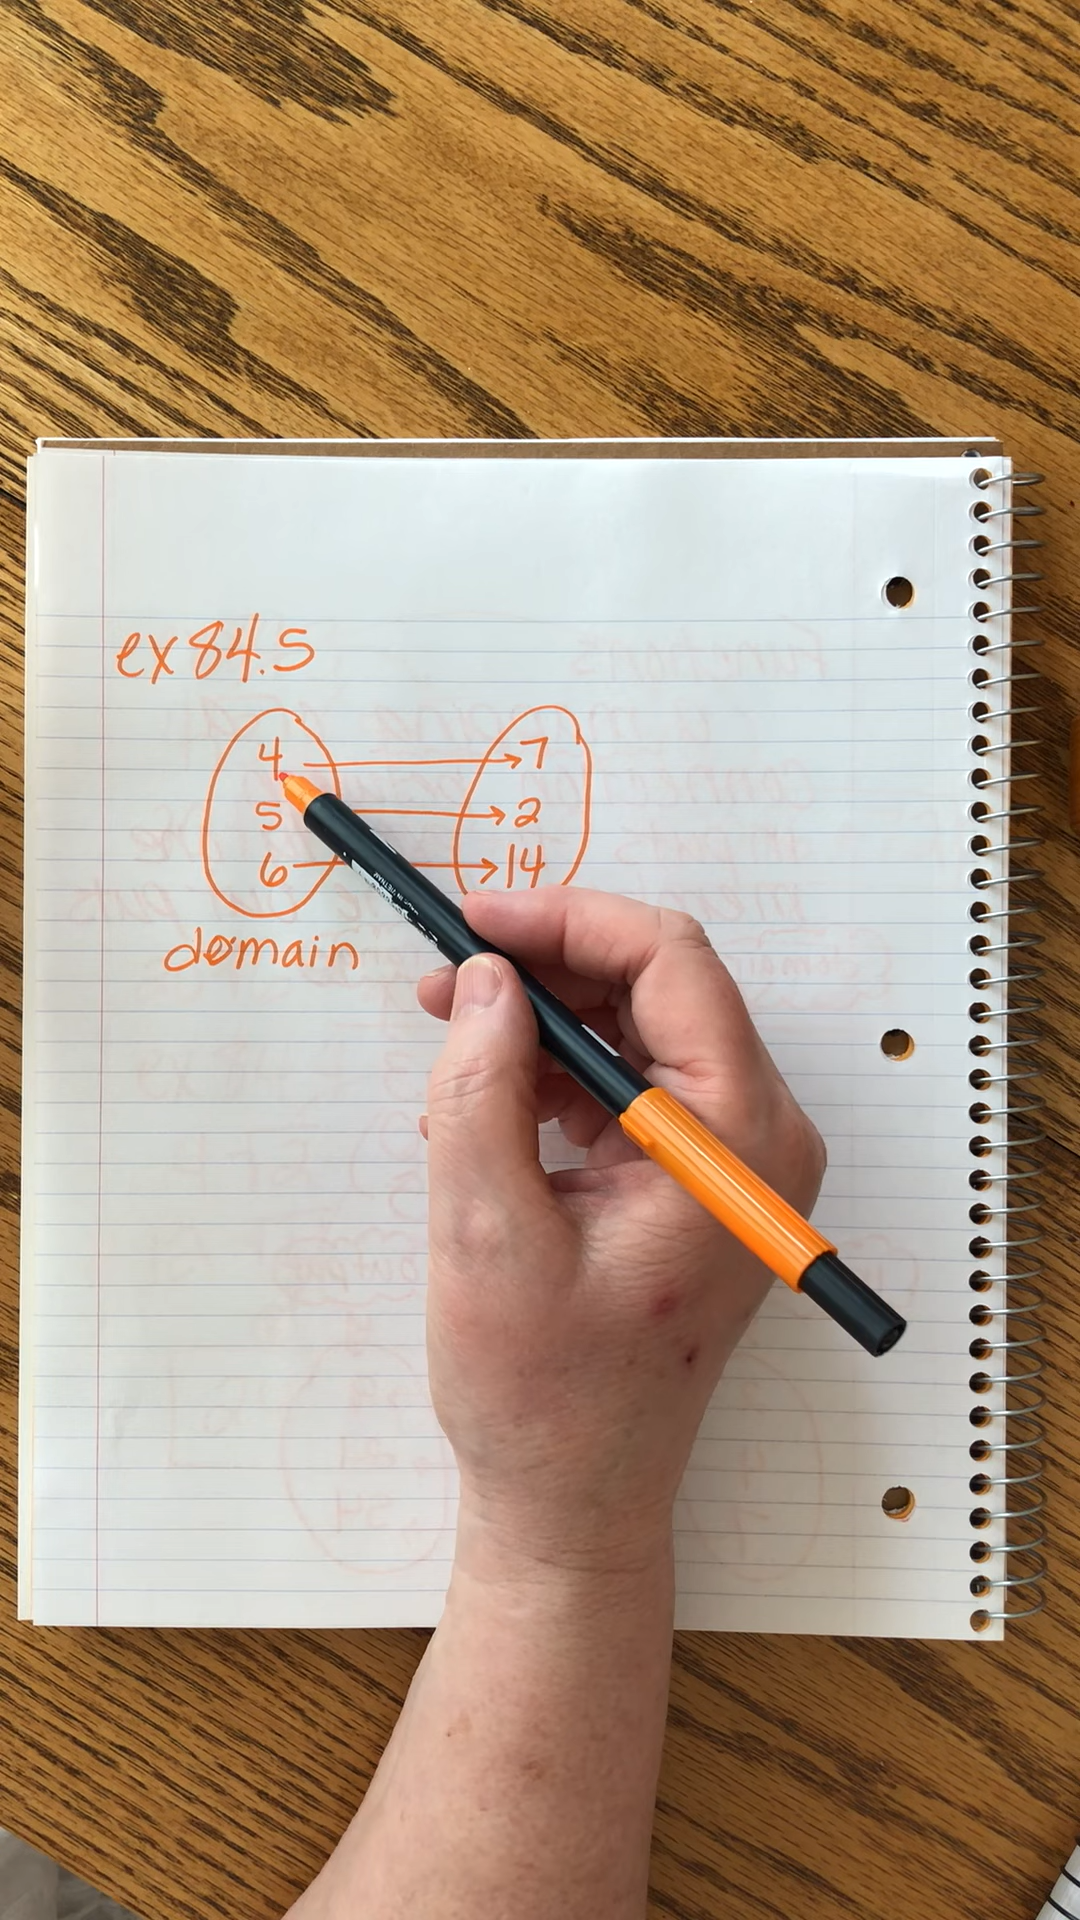 ex 84.5
4 → 7
5 → 2
6 → 14
domain